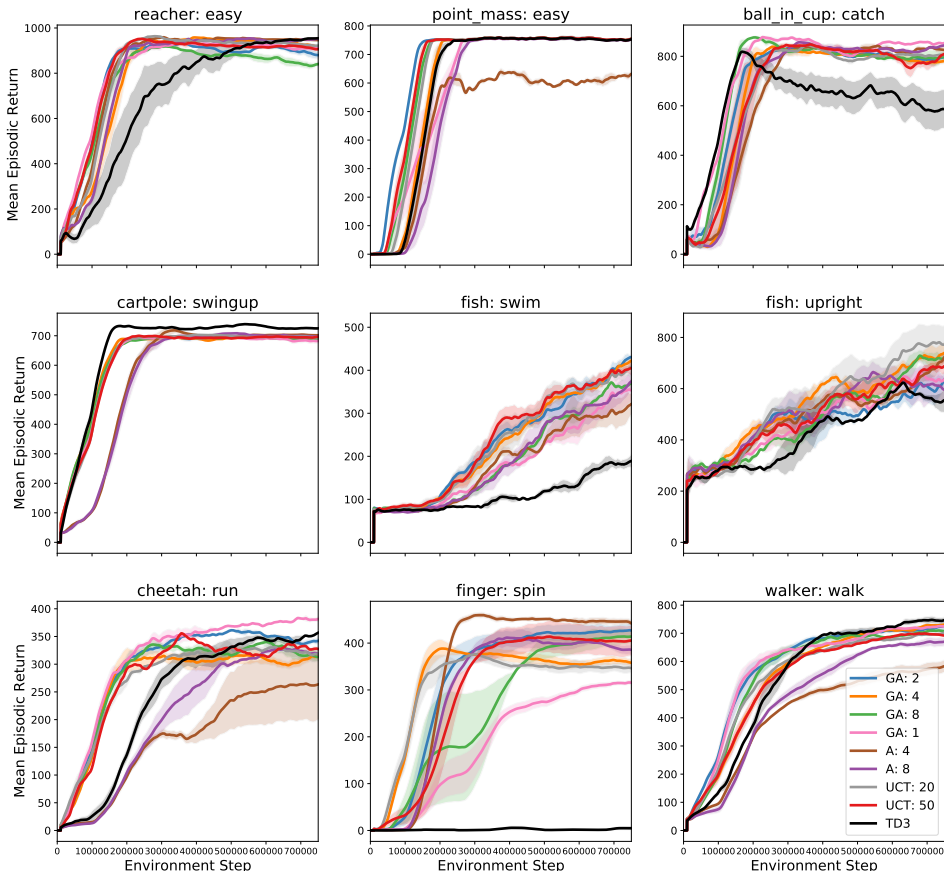 reacher: easy
point_mass: easy
ball_in_cup: catch
Mean Episodic Return
1000
800
600
400
200
0
800
700
600
500
400
300
200
100
0
800
600
400
200
0
cartpole: swingup
fish: swim
fish: upright
Mean Episodic Return
700
600
500
400
300
200
100
0
500
400
300
200
100
0
800
600
400
200
0
cheetah: run
finger: spin
walker: walk
Mean Episodic Return
400
350
300
250
200
150
100
50
0
400
300
200
100
0
800
700
600
500
400
300
200
100
0
GA: 2
GA: 4
GA: 8
GA: 1
A: 4
A: 8
UCT: 20
UCT: 50
TD3
0 100000 200000 300000 400000 500000 600000 700000
0 100000 200000 300000 400000 500000 600000 700000
0 100000 200000 300000 400000 500000 600000 700000
Environment Step
Environment Step
Environment Step